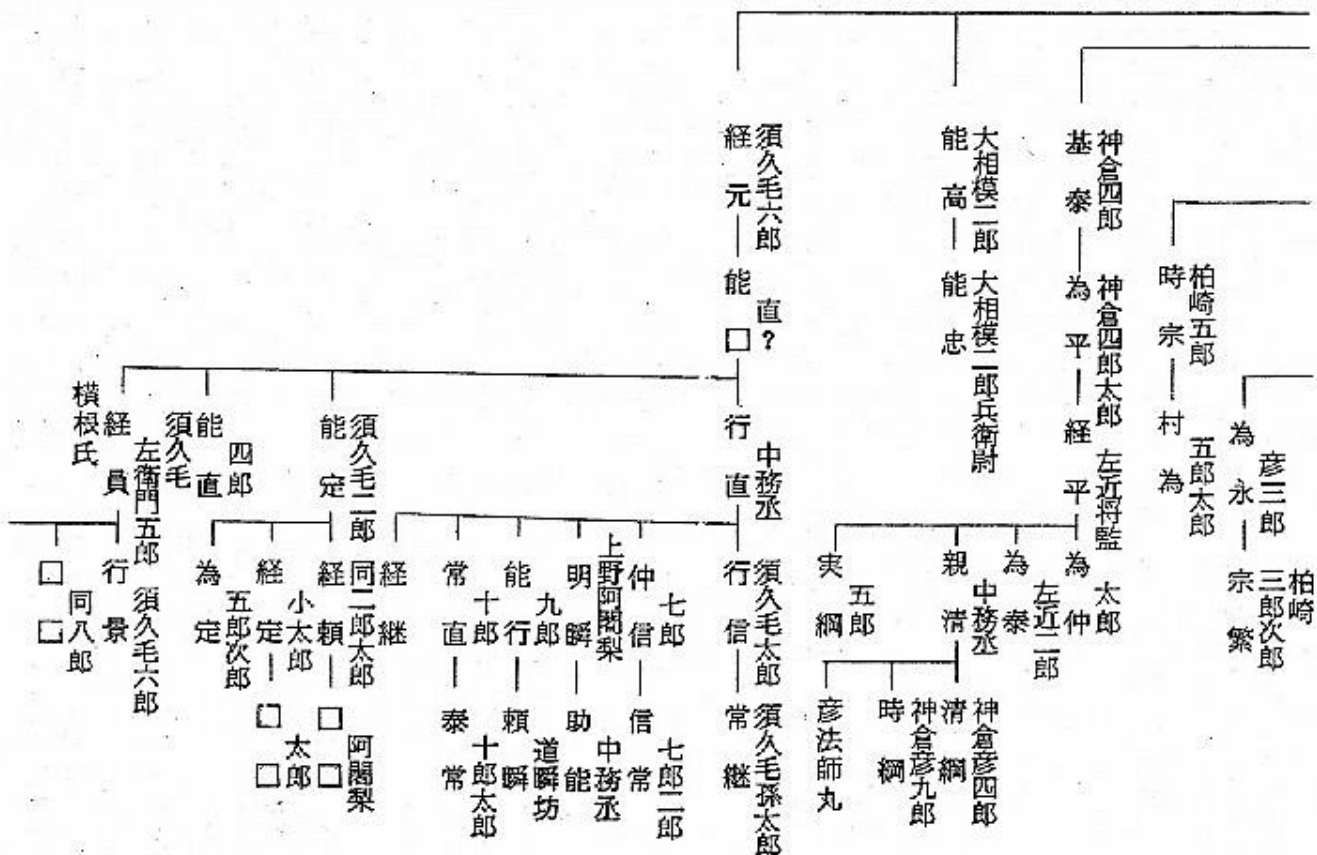 柏崎
三郎次郎
彦三郎
為永―宗繁
柏崎五郎
五郎太郎
時宗―村為
神倉四郎
神倉四郎太郎
左近将監
基泰―為平―経平
太郎
為仲
左近二郎
為泰
中務丞
親清
神倉彦四郎
清綱
神倉彦九郎
時綱
彦法師丸
五郎
実綱
大相模二郎
大相模二郎兵衛尉
能高―能忠
須久毛六郎
直?
経元―能□
中務丞
行直
須久毛太郎
須久毛孫太郎
行信―常継
七郎
七郎二郎
仲信―信常
上野阿闍梨
中務丞
明瞬―助能
九郎
道瞬坊
能行―頼瞬
十郎
十郎太郎
常直―泰常
経継
須久毛二郎
能定
同二郎太郎
阿闍梨
経頼―□□
小太郎
太郎
経定―□□
五郎次郎
為定
四郎
能直
須久毛
左衛門五郎
経員
横根氏
須久毛六郎
行景
同八郎
□□